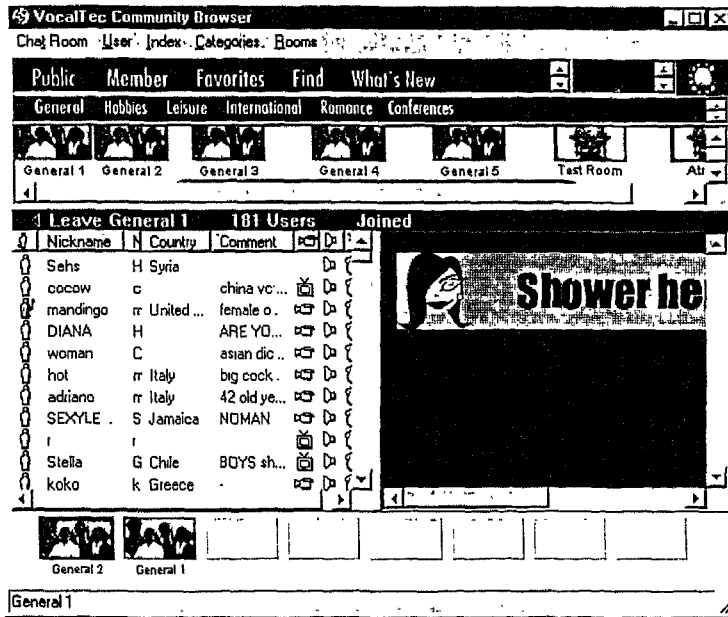 VocalTec Community Browser
Chat Room User Index Categories Rooms
Public Member Favorites Find What's New
General Hobbies Leisure International Romance Conferences
General 1 General 2 General 3 General 4 General 5 Test Room Atr
Leave General 1 181 Users Joined
Nickname N Country Comment
Sehs H Syria
cocow c china vc...
mandingo rr United ... female o.
DIANA H ARE YO...
woman C asian dic..
hot rr Italy big cock.
adriano rr Italy 42 old ye...
SEXYLE . S Jamaica NOMAN
r r
Stella G Chile BOYS sh...
koko k Greece -
Shower he
General 2 General 1
General 1